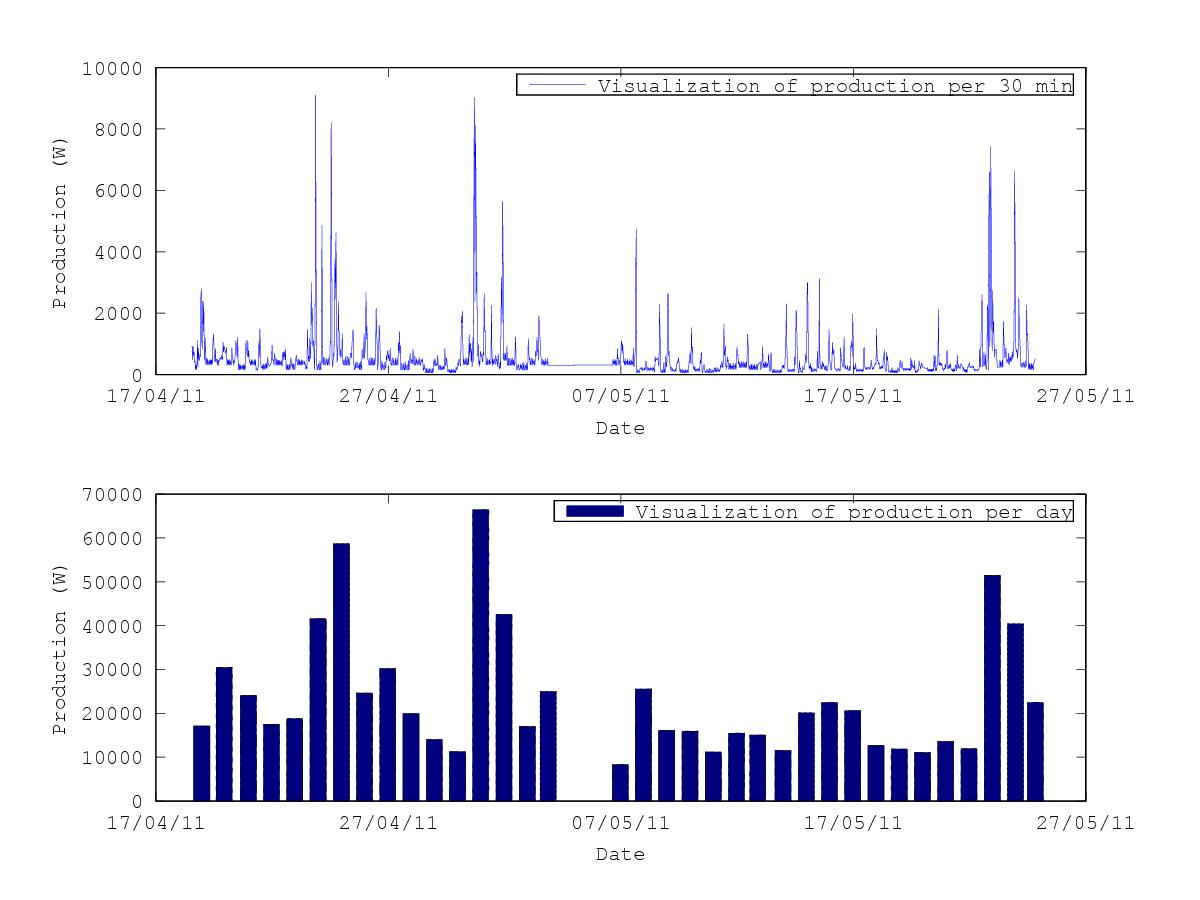 10000
8000
6000
4000
2000
0
Production (W)
Visualization of production per 30 min
17/04/11 27/04/11 07/05/11 17/05/11 27/05/11
Date
70000
60000
50000
40000
30000
20000
10000
0
Production (W)
Visualization of production per day
17/04/11 27/04/11 07/05/11 17/05/11 27/05/11
Date